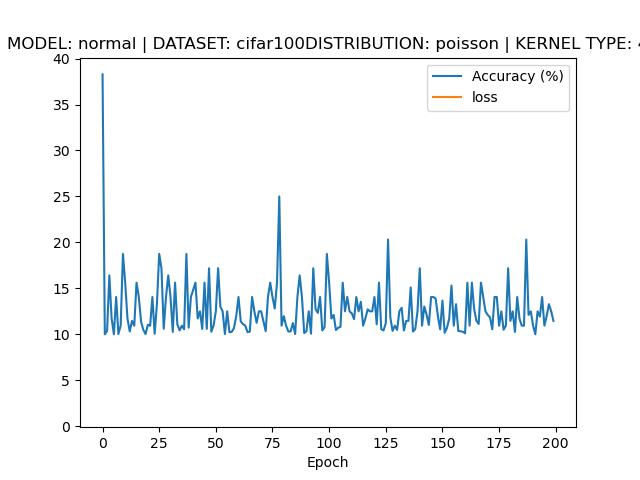 MODEL: normal | DATASET: cifar100DISTRIBUTION: poisson | KERNEL TYPE:
Accuracy (%)
loss
40
35
30
25
20
15
10
5
0
0 25 50 75 100 125 150 175 200
Epoch